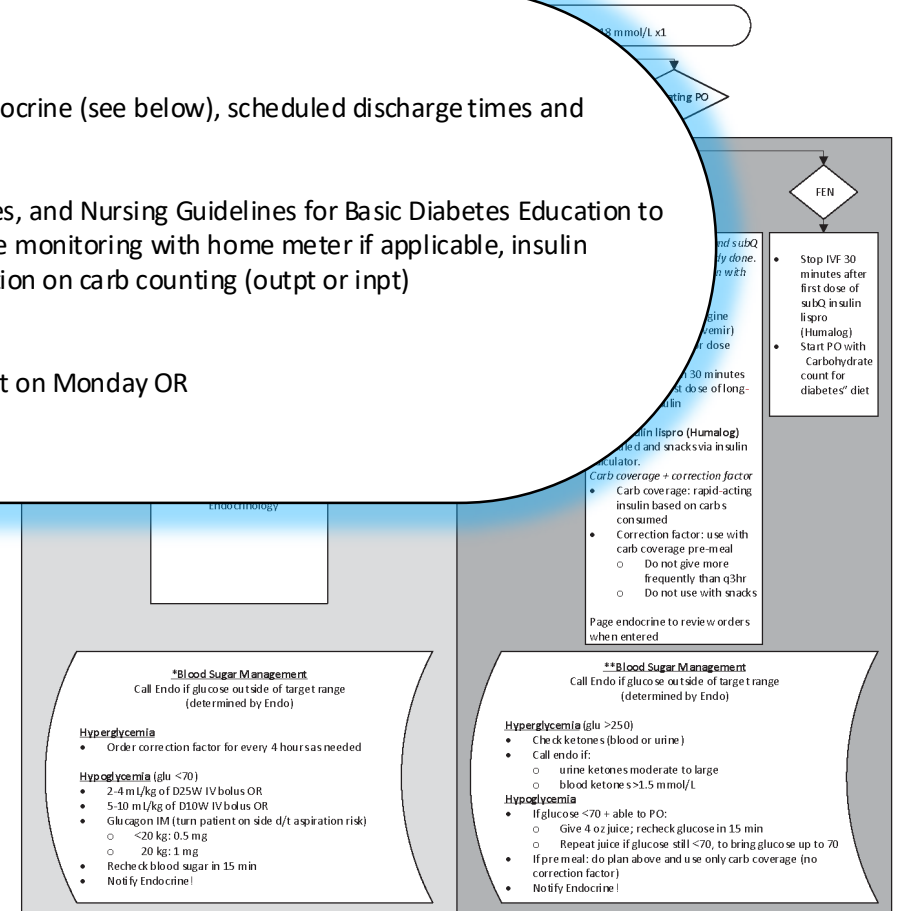 18 mmol/L x1
PO
ocrine (see below), scheduled discharge times and
es, and Nursing Guidelines for Basic Diabetes Education to
e monitoring with home meter if applicable, insulin
ion on carb counting (outpt or inpt)
t on Monday OR
FEN
• Stop IVF 30
minutes after
first dose of
subQ insulin
lispro
(Humalog)
• Start PO with
Carbohydrate
count for
diabetes” diet
subQ
done.
with
dose
30 minutes
dose of long-
lispro (Humalog)
and snacks via insulin
Carb coverage + correction factor
• Carb coverage: rapid-acting
insulin based on carbs
consumed
• Correction factor: use with
carb coverage pre-meal
o Do not give more
frequently than q3hr
o Do not use with snacks
Page endocrine to review orders
when entered
Endocrinology
*Blood Sugar Management
Call Endo if glucose outside of target range
(determined by Endo)
Hyperglycemia
• Order correction factor for every 4 hours as needed
Hypoglycemia (glu <70)
• 2-4 mL/kg of D25W IV bolus OR
• 5-10 mL/kg of D10W IV bolus OR
• Glucagon IM (turn patient on side d/t aspiration risk)
o <20 kg: 0.5 mg
o 20 kg: 1 mg
• Recheck blood sugar in 15 min
• Notify Endocrine!
**Blood Sugar Management
Call Endo if glucose outside of target range
(determined by Endo)
Hyperglycemia (glu >250)
• Check ketones (blood or urine)
• Call endo if:
o urine ketones moderate to large
o blood ketones >1.5 mmol/L
Hypoglycemia
• If glucose <70 + able to PO:
o Give 4 oz juice; recheck glucose in 15 min
o Repeat juice if glucose still <70, to bring glucose up to 70
• If premeal: do plan above and use only carb coverage (no
correction factor)
• Notify Endocrine!